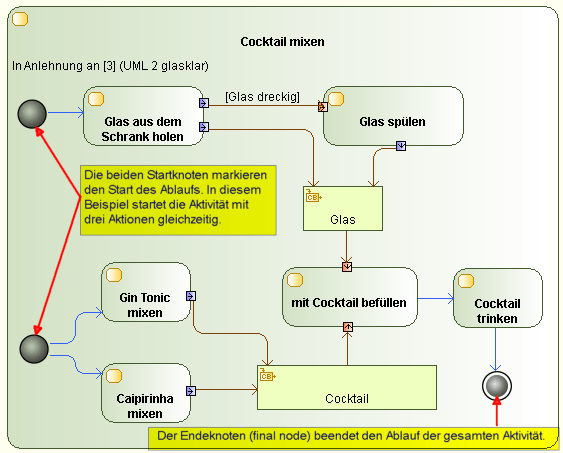 Cocktail mixen
In Anlehnung an [3] (UML 2 glasklar)
Glas aus dem
Schrank holen
[Glas dreckig]
Glas spülen
Die beiden Startknoten markieren
den Start des Ablaufs. In diesem
Beispiel startet die Aktivität mit
drei Aktionen gleichzeitig.
CB
Glas
Gin Tonic
mixen
mit Cocktail befüllen
Cocktail
trinken
Caipirinha
mixen
CB
Cocktail
Der Endeknoten (final node) beendet den Ablauf der gesamten Aktivität.